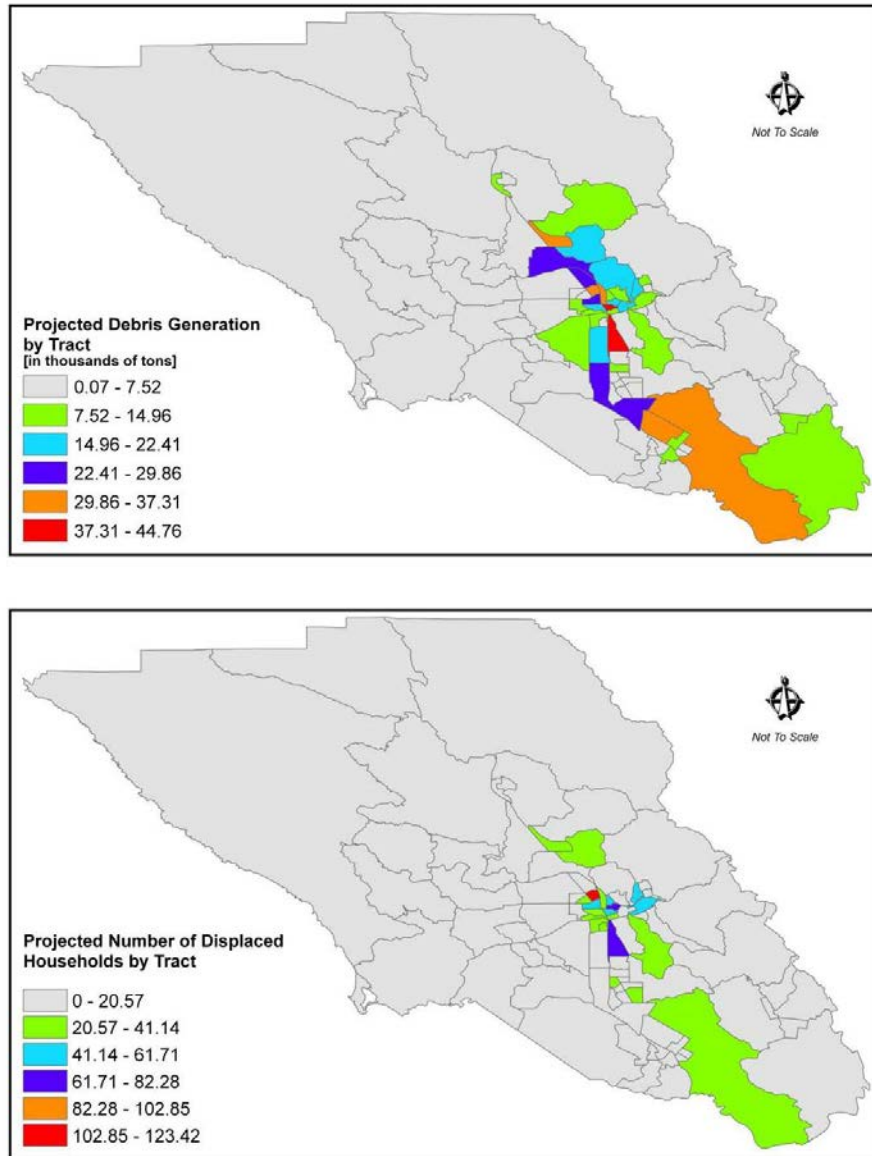 Not To Scale
Projected Debris Generation
by Tract
[in thousands of tons]
0.07 - 7.52
7.52 - 14.96
14.96 - 22.41
22.41 - 29.86
29.86 - 37.31
37.31 - 44.76
Not To Scale
Projected Number of Displaced
Households by Tract
0 - 20.57
20.57 - 41.14
41.14 - 61.71
61.71 - 82.28
82.28 - 102.85
102.85 - 123.42